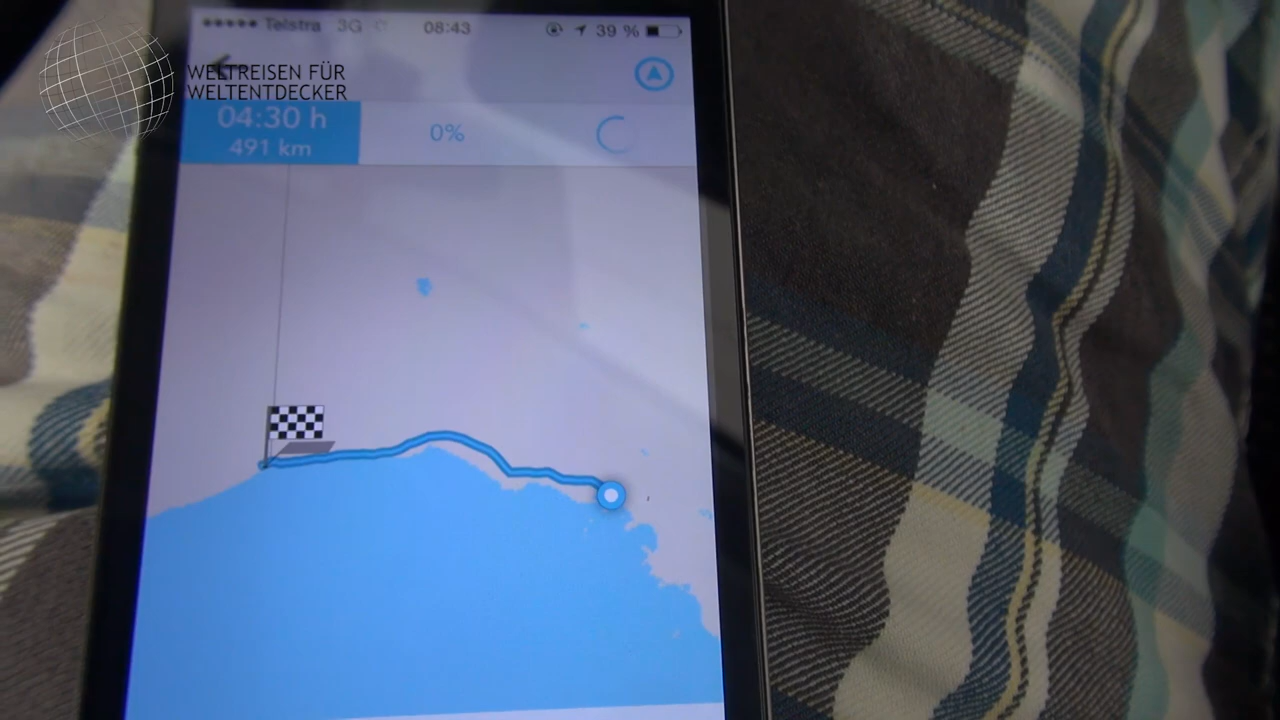 ●●●●● Telstra 3G 08:43 39 %
WELTREISEN FÜR
WELTENTDECKER
04:30 h
491 km
0%